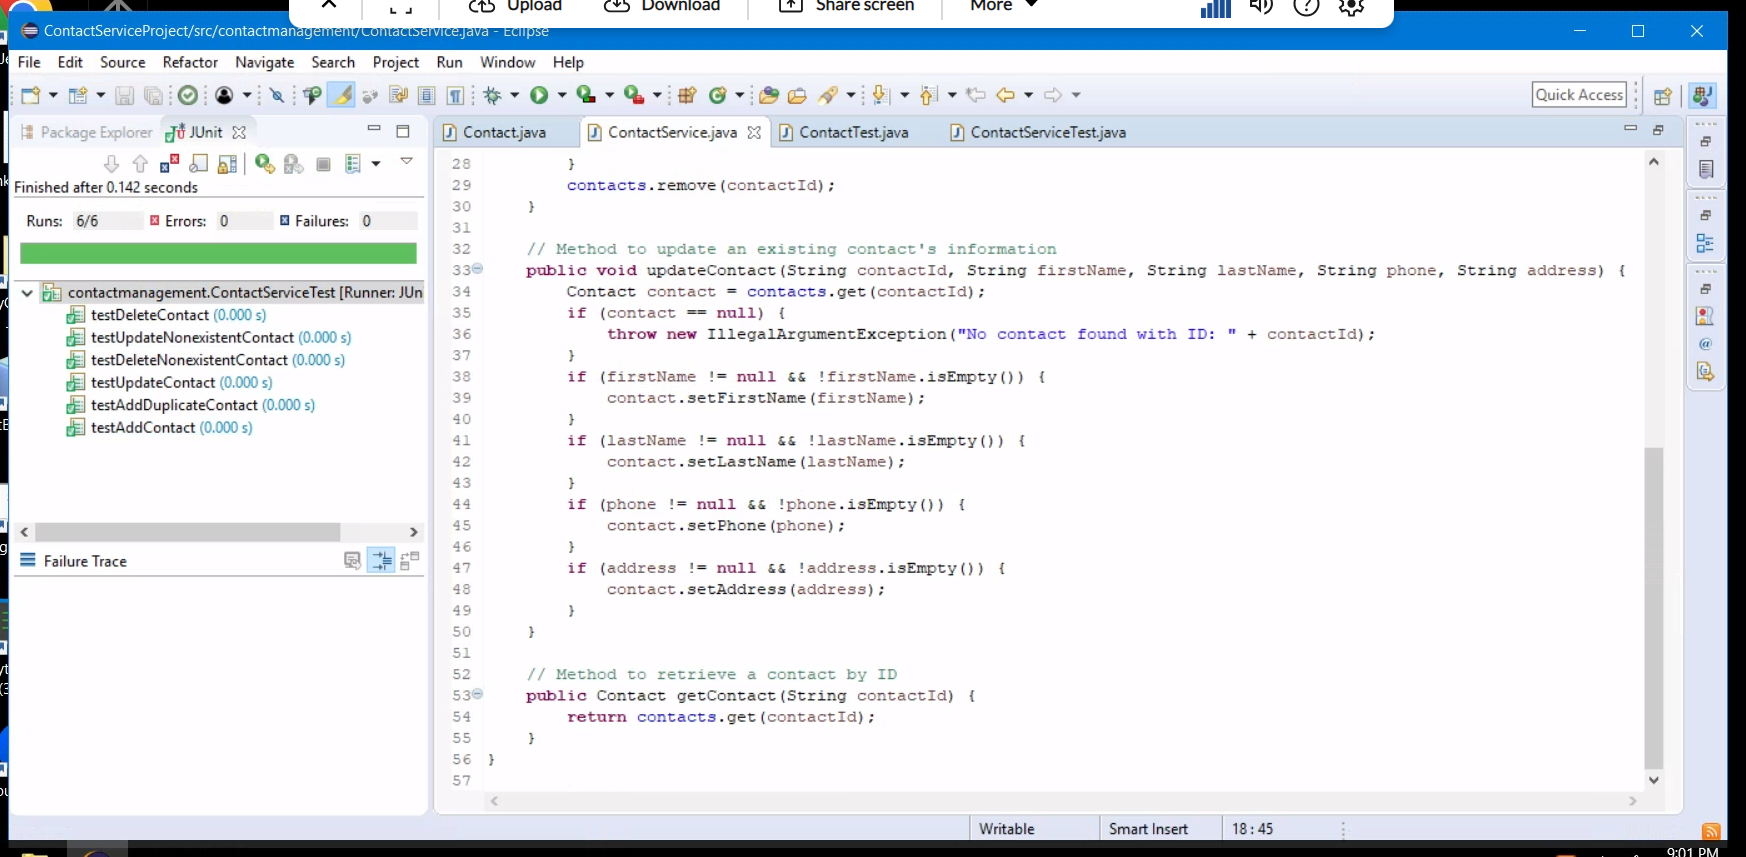 Upload Download Share screen More
ContactServiceProject/src/contactmanagement/ContactService.java - Eclipse
File Edit Source Refactor Navigate Search Project Run Window Help
Quick Access
Package Explorer JUnit
Contact.java ContactService.java ContactTest.java ContactServiceTest.java
Finished after 0.142 seconds
Runs: 6/6 Errors: 0 Failures: 0
contactmanagement.ContactServiceTest [Runner: JUn
testDeleteContact (0.000 s)
testUpdateNonexistentContact (0.000 s)
testDeleteNonexistentContact (0.000 s)
testUpdateContact (0.000 s)
testAddDuplicateContact (0.000 s)
testAddContact (0.000 s)
Failure Trace
28 }
29 contacts.remove(contactId);
30 }
31
32 // Method to update an existing contact's information
33 public void updateContact(String contactId, String firstName, String lastName, String phone, String address) {
34 Contact contact = contacts.get(contactId);
35 if (contact == null) {
36 throw new IllegalArgumentException("No contact found with ID: " + contactId);
37 }
38 if (firstName != null && !firstName.isEmpty()) {
39 contact.setFirstName(firstName);
40 }
41 if (lastName != null && !lastName.isEmpty()) {
42 contact.setLastName(lastName);
43 }
44 if (phone != null && !phone.isEmpty()) {
45 contact.setPhone(phone);
46 }
47 if (address != null && !address.isEmpty()) {
48 contact.setAddress(address);
49 }
50 }
51
52 // Method to retrieve a contact by ID
53 public Contact getContact(String contactId) {
54 return contacts.get(contactId);
55 }
56 }
57
Writable Smart Insert 18:45
9:01 PM